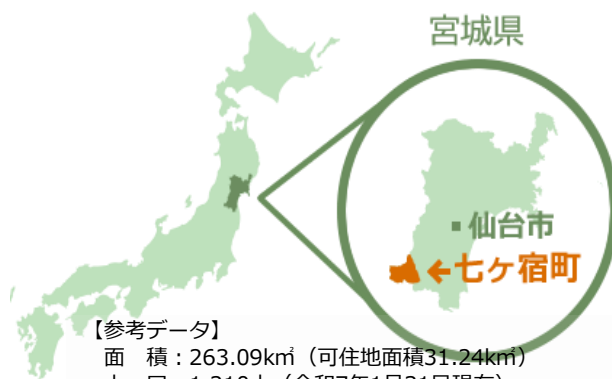 宮城県
仙台市
←七ヶ宿町
【参考データ】
面　積：263.09k㎡（可住地面積31.24k㎡）